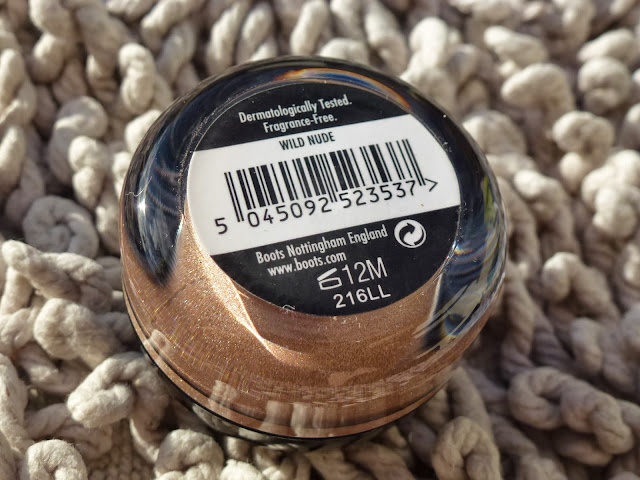 Dermatologically Tested.
Fragrance-Free.
WILD NUDE
5 045092 523537 >
Boots Nottingham England
www.boots.com
12M
216LL